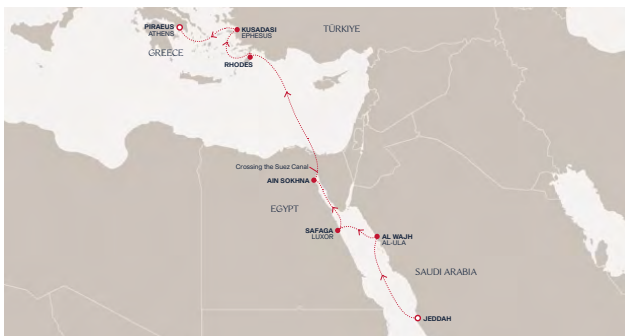 PIRAEUS
ATHENS
GREECE
KUSADASI
EPHESUS
TÜRKIYE
RHODES
Crossing the Suez Canal
AIN SOKHNA
EGYPT
SAFAGA
LUXOR
AL WAJH
AL-ULA
SAUDI ARABIA
JEDDAH